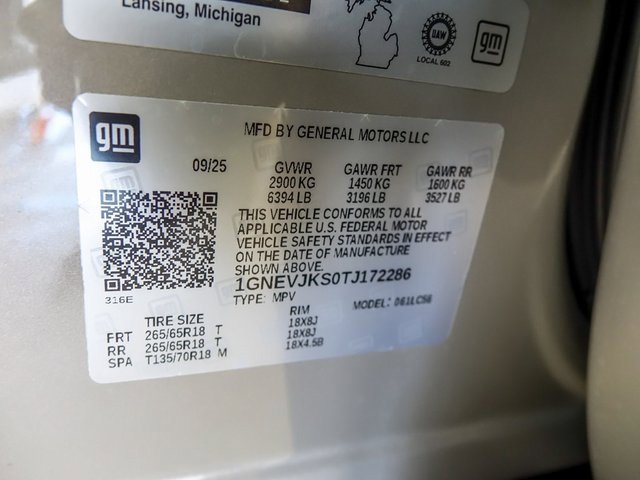 Lansing, Michigan
UAW
LOCAL 602
gm
gm
MFD BY GENERAL MOTORS LLC
09/25 GVWR GAWR FRT GAWR RR
2900 KG 1450 KG 1600 KG
6394 LB 3196 LB 3527 LB
THIS VEHICLE CONFORMS TO ALL
APPLICABLE U.S. FEDERAL MOTOR
VEHICLE SAFETY STANDARDS IN EFFECT
ON THE DATE OF MANUFACTURE
SHOWN ABOVE.
1GNEVJKS0TJ172286
TYPE: MPV MODEL: 061LC56
316E
TIRE SIZE RIM
FRT 265/65R18 T 18X8J
RR 265/65R18 T 18X8J
SPA T135/70R18 M 18X4.5B